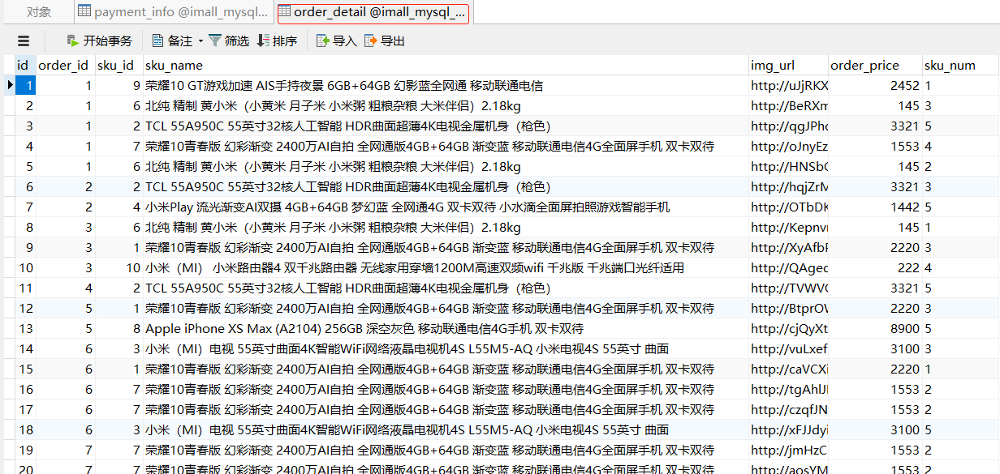 对象 payment_info @imall_mysql... order_detail @imall_mysql_...
开始事务 备注 筛选 排序 导入 导出
id order_id sku_id sku_name img_url order_price sku_num
1 1 9 荣耀10 GT游戏加速 AIS手持夜景 6GB+64GB 幻影蓝全网通 移动联通电信 http://uJjRKX 2452 1
2 1 6 北纯 精制 黄小米（小黄米 月子米 小米粥 粗粮杂粮 大米伴侣）2.18kg http://BeRXm 145 3
3 1 2 TCL 55A950C 55英寸32核人工智能 HDR曲面超薄4K电视金属机身（枪色） http://qgJPh 3321 5
4 1 7 荣耀10青春版 幻彩渐变 2400万AI自拍 全网通版4GB+64GB 渐变蓝 移动联通电信4G全面屏手机 双卡双待 http://oJnyEz 1553 4
5 1 6 北纯 精制 黄小米（小黄米 月子米 小米粥 粗粮杂粮 大米伴侣）2.18kg http://HNSb 145 2
6 2 2 TCL 55A950C 55英寸32核人工智能 HDR曲面超薄4K电视金属机身（枪色） http://hqjZrM 3321 3
7 2 4 小米Play 流光渐变AI双摄 4GB+64GB 梦幻蓝 全网通4G 双卡双待 小水滴全面屏拍照游戏智能手机 http://OTbDK 1442 5
8 3 6 北纯 精制 黄小米（小黄米 月子米 小米粥 粗粮杂粮 大米伴侣）2.18kg http://Kepnv 145 1
9 3 1 荣耀10青春版 幻彩渐变 2400万AI自拍 全网通版4GB+64GB 渐变蓝 移动联通电信4G全面屏手机 双卡双待 http://XyAfb 2220 3
10 3 10 小米（MI） 小米路由器4 双千兆路由器 无线家用穿墙1200M高速双频wifi 千兆版 千兆端口光纤适用 http://QAgec 222 4
11 4 2 TCL 55A950C 55英寸32核人工智能 HDR曲面超薄4K电视金属机身（枪色） http://TVWV 3321 5
12 5 1 荣耀10青春版 幻彩渐变 2400万AI自拍 全网通版4GB+64GB 渐变蓝 移动联通电信4G全面屏手机 双卡双待 http://BtprO 2220 3
13 5 8 Apple iPhone XS Max (A2104) 256GB 深空灰色 移动联通电信4G手机 双卡双待 http://cjQyXt 8900 5
14 6 3 小米（MI）电视 55英寸曲面4K智能WiFi网络液晶电视机4S L55M5-AQ 小米电视4S 55英寸 曲面 http://vuLxef 3100 3
15 6 1 荣耀10青春版 幻彩渐变 2400万AI自拍 全网通版4GB+64GB 渐变蓝 移动联通电信4G全面屏手机 双卡双待 http://caVCXi 2220 1
16 6 7 荣耀10青春版 幻彩渐变 2400万AI自拍 全网通版4GB+64GB 渐变蓝 移动联通电信4G全面屏手机 双卡双待 http://tgAhlJ 1553 2
17 6 7 荣耀10青春版 幻彩渐变 2400万AI自拍 全网通版4GB+64GB 渐变蓝 移动联通电信4G全面屏手机 双卡双待 http://czqfJN 1553 2
18 6 3 小米（MI）电视 55英寸曲面4K智能WiFi网络液晶电视机4S L55M5-AQ 小米电视4S 55英寸 曲面 http://xFJJdyi 3100 5
19 7 7 荣耀10青春版 幻彩渐变 2400万AI自拍 全网通版4GB+64GB 渐变蓝 移动联通电信4G全面屏手机 双卡双待 http://jmHzC 1553 2
20 7 7 荣耀10青春版 幻彩渐变 2400万AI自拍 全网通版4GB+64GB 渐变蓝 移动联通电信4G全面屏手机 双卡双待 http://aosYM 1553 2